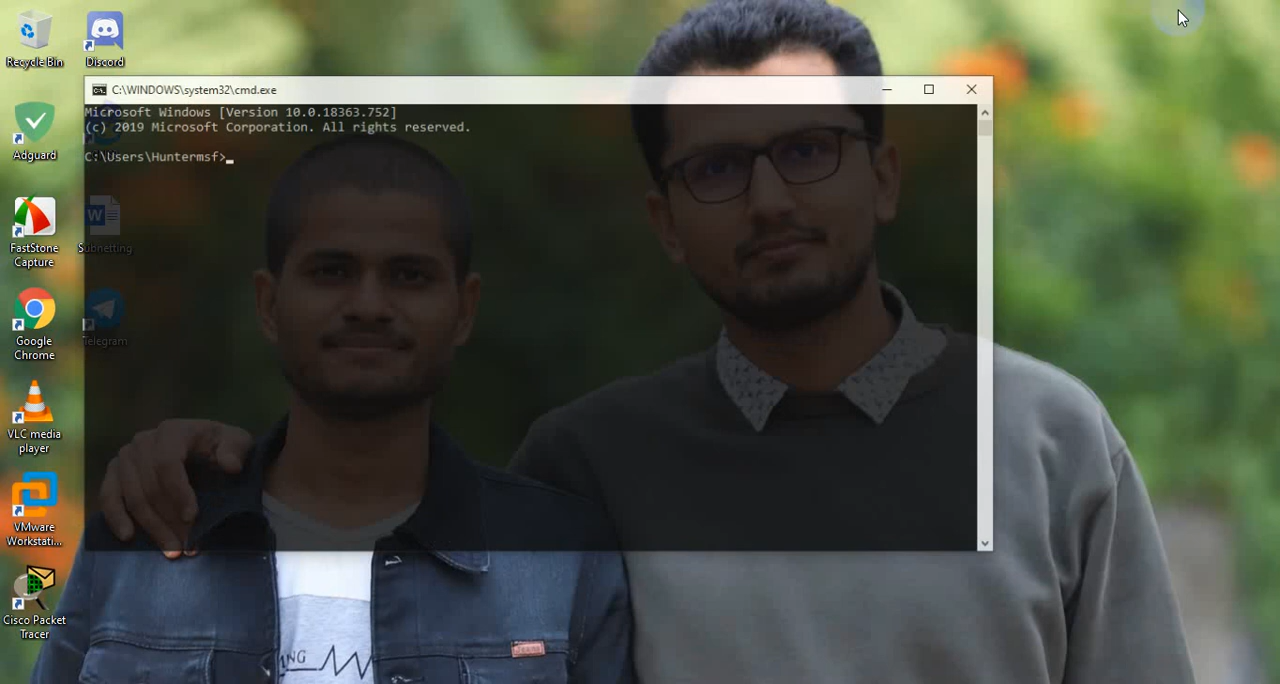 Recycle Bin
Discord
C:\WINDOWS\system32\cmd.exe
Microsoft Windows [Version 10.0.18363.752]
(c) 2019 Microsoft Corporation. All rights reserved.
C:\Users\Huntermsf>_
Adguard
FastStone
Capture
Subnetting
Google
Chrome
Telegram
VLC media
player
VMware
Workstati...
Cisco Packet
Tracer